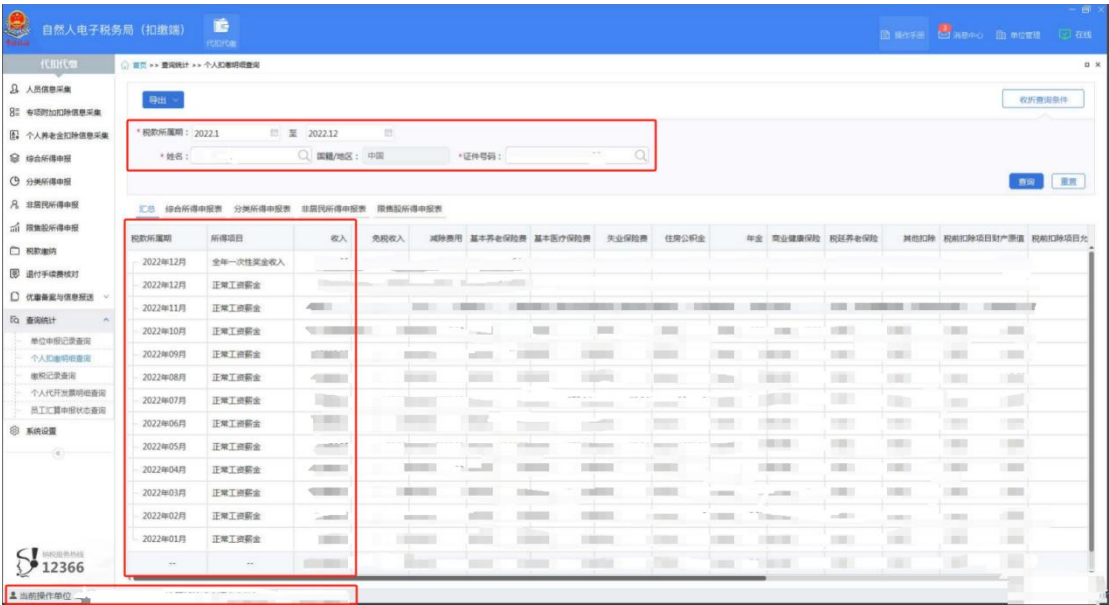 自然人电子税务局（扣缴端）
代扣代缴
操作手册 消息中心 单位管理 在线
代扣代缴
首页 >> 查询统计 >> 个人扣缴明细查询
人员信息采集
专项附加扣除信息采集
个人养老金扣除信息采集
综合所得申报
分类所得申报
非居民所得申报
限售股所得申报
税款缴纳
退付手续费核对
优惠备案与信息报送
查询统计
单位申报记录查询
个人扣缴明细查询
缴税记录查询
个人代开发票明细查询
员工汇算申报状态查询
系统设置
纳税服务热线
12366
导出
收折查询条件
*税款所属期：2022.1 至 2022.12
*姓名： 国籍/地区：中国 *证件号码：
查询 重置
汇总 综合所得申报表 分类所得申报表 非居民所得申报表 限售股所得申报表
税款所属期 所得项目 收入 免税收入 减除费用 基本养老保险费 基本医疗保险费 失业保险费 住房公积金 年金 商业健康保险 税延养老保险 其他扣除 税前扣除项目财产原值 税前扣除项目允
2022年12月 全年一次性奖金收入
2022年12月 正常工资薪金
2022年11月 正常工资薪金
2022年10月 正常工资薪金
2022年09月 正常工资薪金
2022年08月 正常工资薪金
2022年07月 正常工资薪金
2022年06月 正常工资薪金
2022年05月 正常工资薪金
2022年04月 正常工资薪金
2022年03月 正常工资薪金
2022年02月 正常工资薪金
2022年01月 正常工资薪金
-- --
当前操作单位